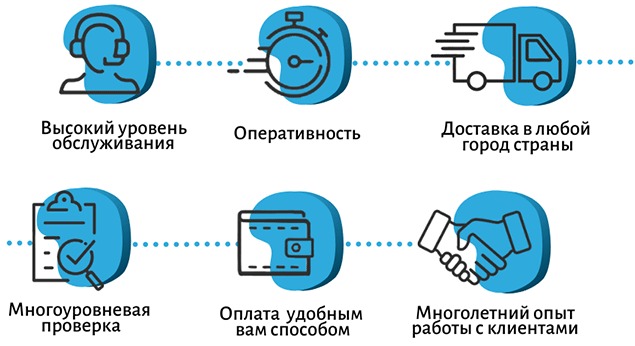 Высокий уровень
обслуживания
Оперативность
Доставка в любой
город страны
Многоуровневая
проверка
Оплата удобным
вам способом
Многолетний опыт
работы с клиентами